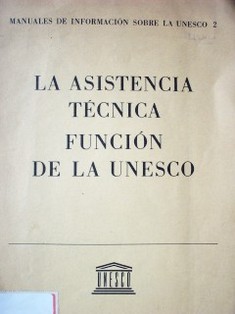 MANUALES DE INFORMACIÓN SOBRE LA UNESCO 2
LA ASISTENCIA
TÉCNICA
FUNCIÓN
DE LA UNESCO
UNESCO